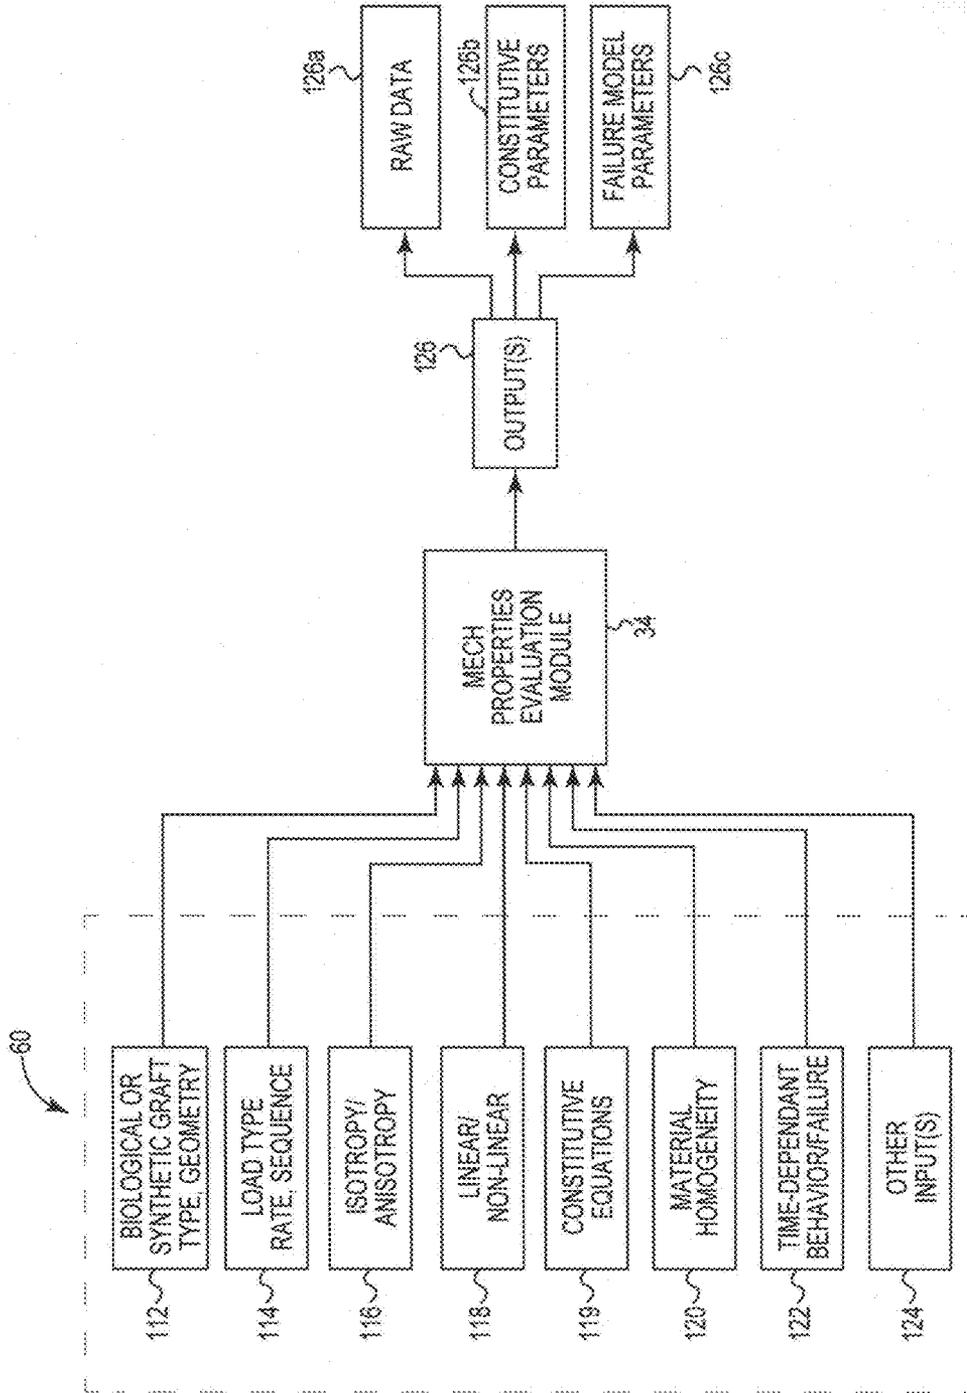 60
112
BIOLOGICAL OR
SYNTHETIC GRAFT
TYPE, GEOMETRY
114
LOAD TYPE
RATE, SEQUENCE
116
ISOTROPY/
ANISOTROPY
118
LINEAR/
NON-LINEAR
119
CONSTITUTIVE
EQUATIONS
120
MATERIAL
HOMOGENEITY
122
TIME-DEPENDANT
BEHAVIOR/FAILURE
124
OTHER
INPUT(S)
MECH
PROPERTIES
EVALUATION
MODULE
34
126
OUTPUT(S)
126a
RAW DATA
126b
CONSTITUTIVE
PARAMETERS
FAILURE MODEL
PARAMETERS
126c